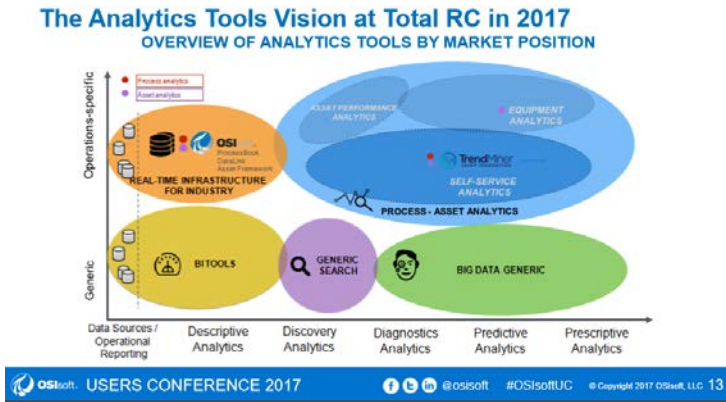 The Analytics Tools Vision at Total RC in 2017
OVERVIEW OF ANALYTICS TOOLS BY MARKET POSITION
Operations-specific
Generic
Process analytics
Asset analytics
ASSET PERFORMANCE
ANALYTICS
EQUIPMENT
ANALYTICS
OSIsoft.
ProcessBook
DataLink
Asset Framework
REAL-TIME INFRASTRUCTURE
FOR INDUSTRY
TrendMiner
SELF-SERVICE
ANALYTICS
PROCESS - ASSET ANALYTICS
BI TOOLS
GENERIC
SEARCH
BIG DATA GENERIC
Data Sources /
Operational
Reporting
Descriptive
Analytics
Discovery
Analytics
Diagnostics
Analytics
Predictive
Analytics
Prescriptive
Analytics
OSIsoft. USERS CONFERENCE 2017
@osisoft #OSIsoftUC © Copyright 2017 OSIsoft, LLC 13